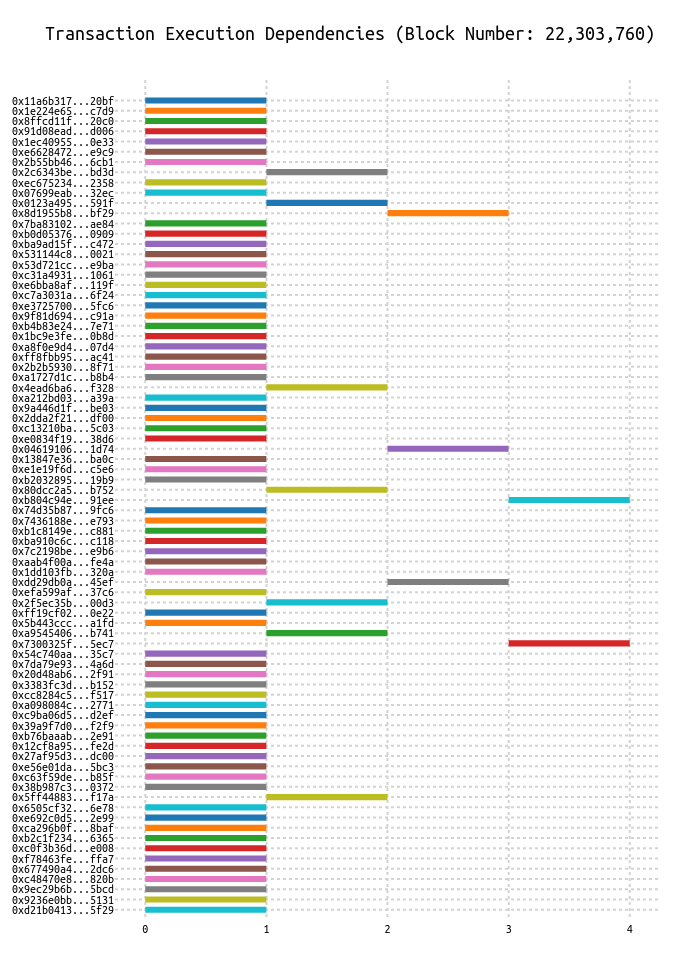 Transaction Execution Dependencies (Block Number: 22,303,760)
0x11a6b317...20bf
0x1e224e65...c7d9
0x8ffcd11f...20c0
0x91d08ead...d006
0x1ec40955...0e33
0xe6628472...e9c9
0x2b55bb46...6cb1
0x2c6343be...bd3d
0xec675234...2358
0x07699eab...32ec
0x0123a495...591f
0x8d1955b8...bf29
0x7ba83102...ae84
0xb0d05376...0909
0xba9ad15f...c472
0x531144c8...0021
0x53d721cc...e9ba
0xc31a4931...1061
0xe6bba8af...119f
0xc7a3031a...6f24
0xe3725700...5fc6
0x9f81d694...c91a
0xb4b83e24...7e71
0x1bc9e3fe...0b8d
0xa8f0e9d4...07d4
0xff8fbb95...ac41
0x2b2b5930...8f71
0xa1727d1c...b8b4
0x4ead6ba6...f328
0xa212bd03...a39a
0x9a446d1f...be03
0x2dda2f21...df00
0xc13210ba...5c03
0xe0834f19...38d6
0x04619106...1d74
0x13847e36...ba0c
0xe1e19f6d...c5e6
0xb2032895...19b9
0x80dcc2a5...b752
0xb804c94e...91ee
0x74d35b87...9fc6
0x7436188e...e793
0xb1c8149e...c881
0xba910c6c...c118
0x7c2198be...e9b6
0xaab4f00a...fe4a
0x1dd103fb...320a
0xdd29db0a...45ef
0xefa599af...37c6
0x2f5ec35b...00d3
0xff19cf02...0e22
0x5b443ccc...a1fd
0xa9545406...b741
0x7300325f...5ec7
0x54c740aa...35c7
0x7da79e93...4a6d
0x20d48ab6...2f91
0x3383fc3d...b152
0xcc8284c5...f517
0xa098084c...2771
0xc9ba06d5...d2ef
0x39a9f7d0...f2f9
0xb76baaab...2e91
0x12cf8a95...fe2d
0x27af95d3...dc00
0xe56e01da...5bc3
0xc63f59de...b85f
0x38b987c3...0372
0x5ff44883...f17a
0x6505cf32...6e78
0xe692c0d5...2e99
0xca296b0f...8baf
0xb2c1f234...6365
0xc0f3b36d...e008
0xf78463fe...ffa7
0x677490a4...2dc6
0xc48470e8...820b
0x9ec29b6b...5bcd
0x9236e0bb...5131
0xd21b0413...5f29
0 1 2 3 4